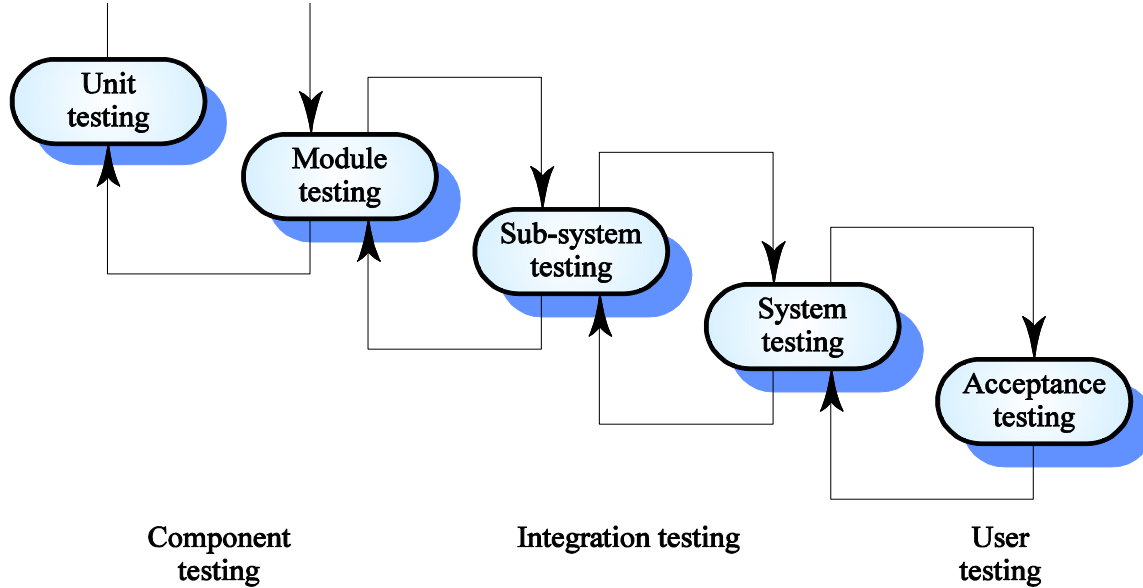 Unit
testing
Module
testing
Sub-system
testing
System
testing
Acceptance
testing
Component
testing
Integration testing
User
testing